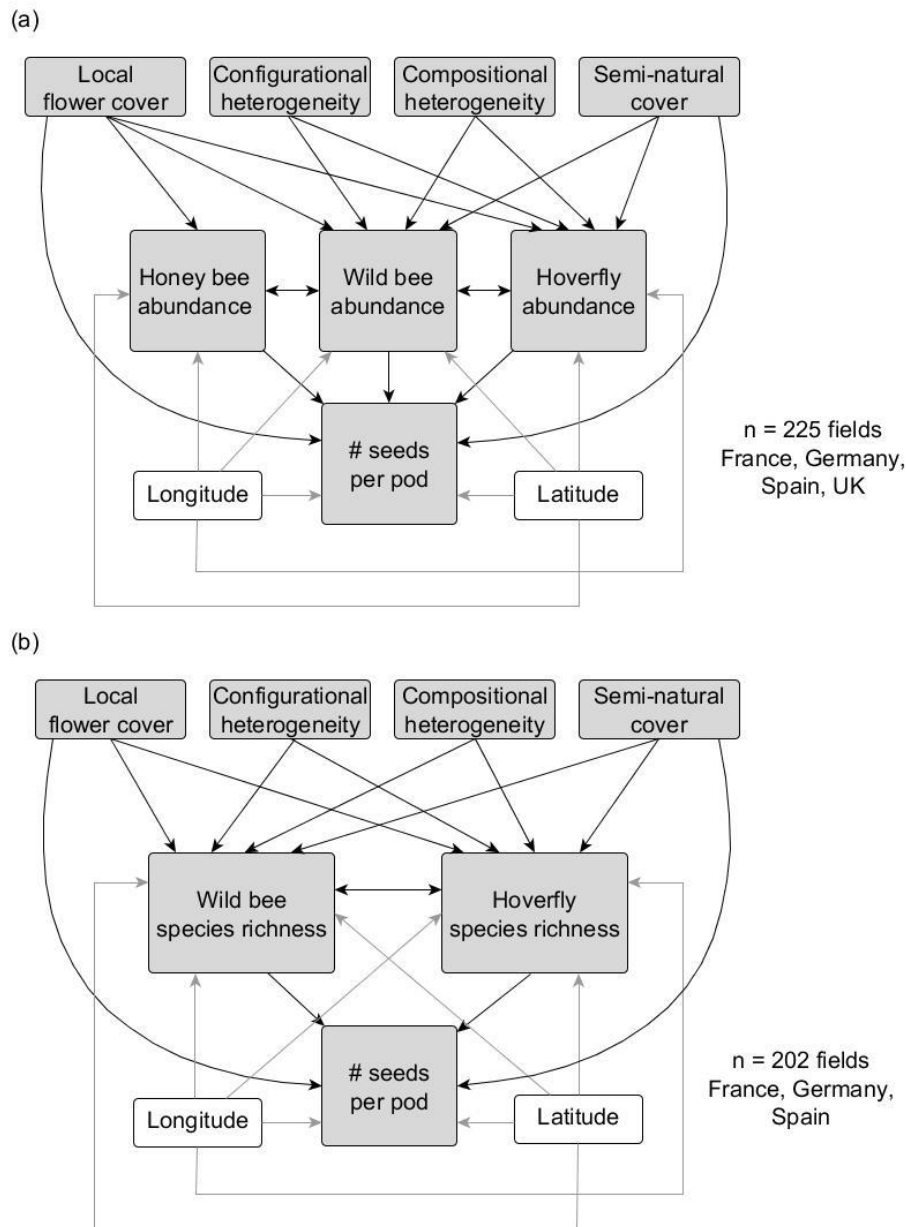 (a)
Local
flower cover
Configurational
heterogeneity
Compositional
heterogeneity
Semi-natural
cover
Honey bee
abundance
Wild bee
abundance
Hoverfly
abundance
# seeds
per pod
Longitude
Latitude
n = 225 fields
France, Germany,
Spain, UK
(b)
Local
flower cover
Configurational
heterogeneity
Compositional
heterogeneity
Semi-natural
cover
Wild bee
species richness
Hoverfly
species richness
# seeds
per pod
Longitude
Latitude
n = 202 fields
France, Germany,
Spain